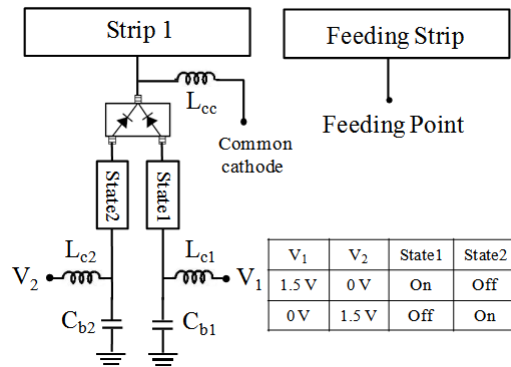 Strip 1
Feeding Strip
Lcc
Common
cathode
Feeding Point
State2
State1
Lc2
Lc1
V2
V1
Cb2
Cb1
V1 V2 State1 State2
1.5 V 0 V On Off
0 V 1.5 V Off On